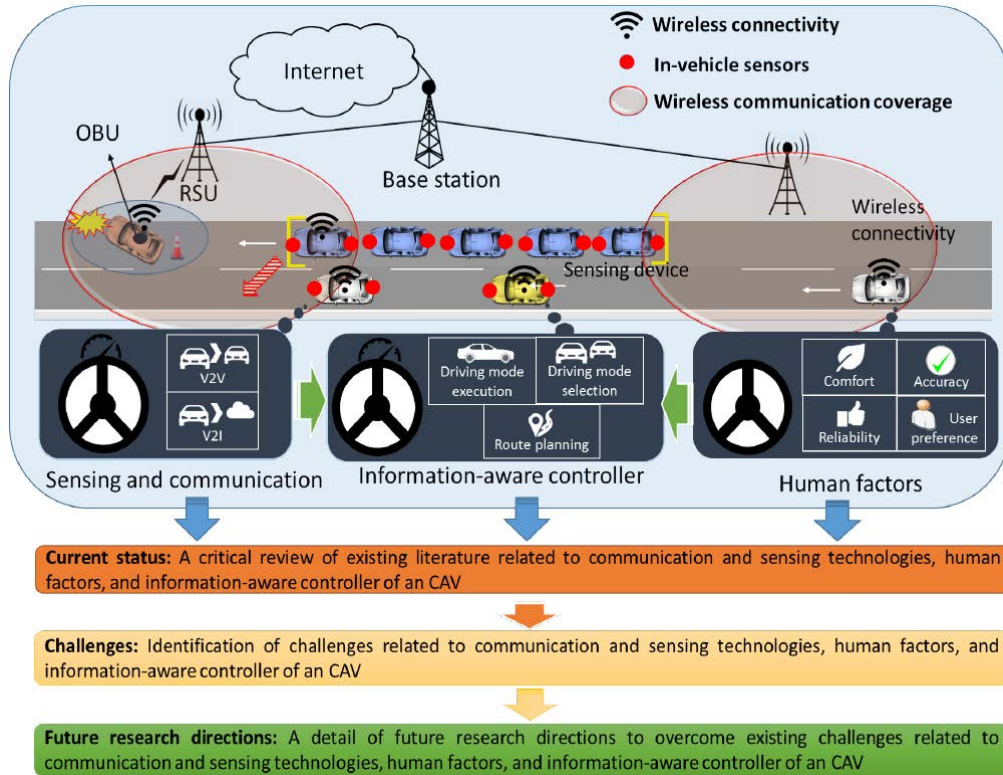 Wireless connectivity
In-vehicle sensors
Wireless communication coverage
Internet
OBU
RSU
Base station
Wireless
connectivity
Sensing device
V2V
V2I
Driving mode
execution
Driving mode
selection
Route planning
Comfort
Accuracy
Reliability
User
preference
Sensing and communication
Information-aware controller
Human factors
Current status: A critical review of existing literature related to communication and sensing technologies, human
factors, and information-aware controller of an CAV
Challenges: Identification of challenges related to communication and sensing technologies, human factors, and
information-aware controller of an CAV
Future research directions: A detail of future research directions to overcome existing challenges related to
communication and sensing technologies, human factors, and information-aware controller of an CAV